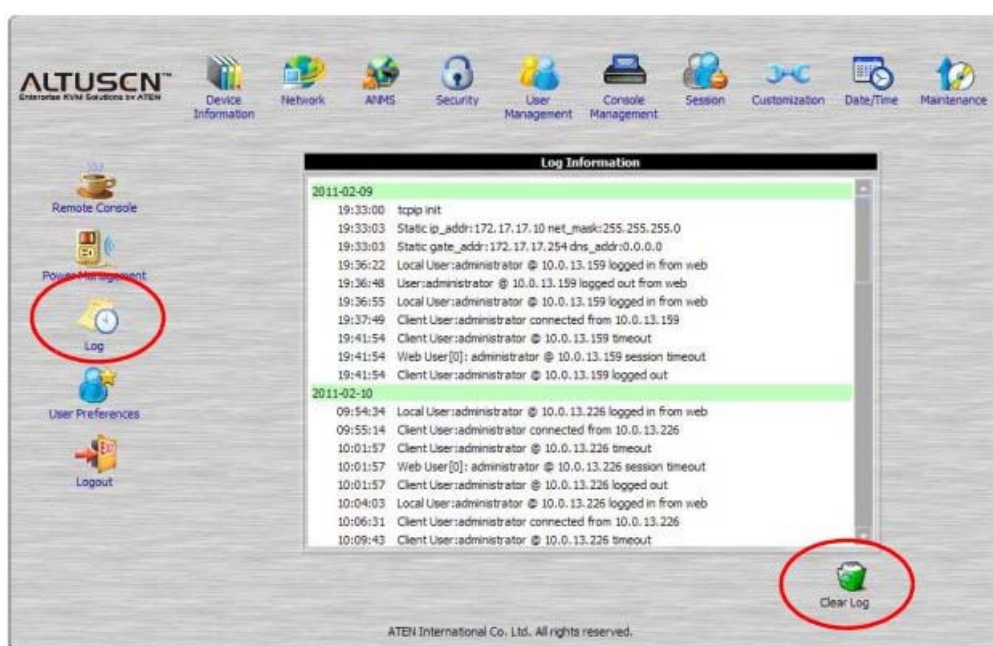 ALTUSCN™
Enterprise KVM Solutions by ATEN
Device Information
Network
ANMS
Security
User Management
Console Management
Session
Customization
Date/Time
Maintenance
Remote Console
Power Management
Log
User Preferences
Logout
Log Information
2011-02-09
19:33:00 tcpip init
19:33:03 Static ip_addr:172.17.17.10 net_mask:255.255.255.0
19:33:03 Static gate_addr:172.17.17.254 dns_addr:0.0.0.0
19:36:22 Local User:administrator @ 10.0.13.159 logged in from web
19:36:48 User:administrator @ 10.0.13.159 logged out from web
19:36:55 Local User:administrator @ 10.0.13.159 logged in from web
19:37:49 Client User:administrator connected from 10.0.13.159
19:41:54 Client User:administrator @ 10.0.13.159 timeout
19:41:54 Web User[0]: administrator @ 10.0.13.159 session timeout
19:41:54 Client User:administrator @ 10.0.13.159 logged out
2011-02-10
09:54:34 Local User:administrator @ 10.0.13.226 logged in from web
09:55:14 Client User:administrator connected from 10.0.13.226
10:01:57 Client User:administrator @ 10.0.13.226 timeout
10:01:57 Web User[0]: administrator @ 10.0.13.226 session timeout
10:01:57 Client User:administrator @ 10.0.13.226 logged out
10:04:03 Local User:administrator @ 10.0.13.226 logged in from web
10:06:31 Client User:administrator connected from 10.0.13.226
10:09:43 Client User:administrator @ 10.0.13.226 timeout
Clear Log
ATEN International Co. Ltd. All rights reserved.